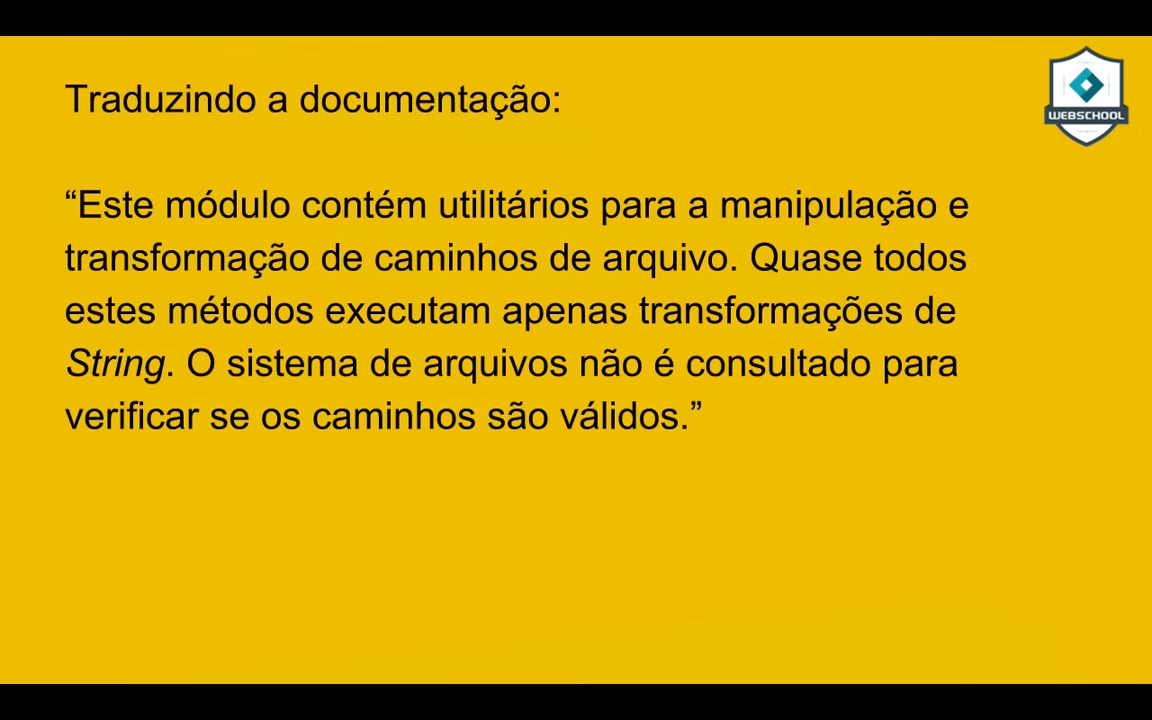 Traduzindo a documentação:
WEBSCHOOL
“Este módulo contém utilitários para a manipulação e
transformação de caminhos de arquivo. Quase todos
estes métodos executam apenas transformações de
String. O sistema de arquivos não é consultado para
verificar se os caminhos são válidos.”